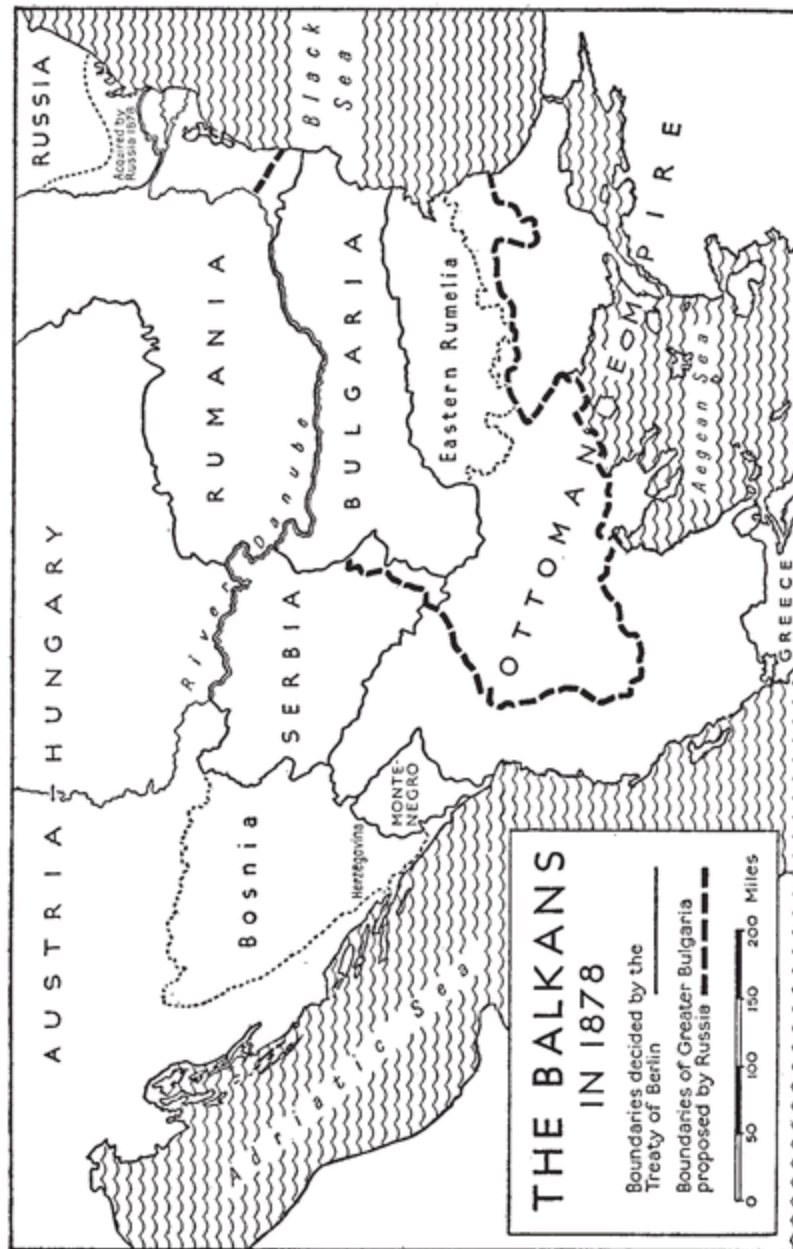 AUSTRIA-HUNGARY
RUSSIA
Acquired by
Russia 1878
RUMANIA
River Danube
Black
Sea
Bosnia
SERBIA
BULGARIA
Herzegovina
MONTE-
NEGRO
Eastern Rumelia
Adriatic Sea
OTTOMAN EMPIRE
Aegean Sea
GREECE
THE BALKANS
IN 1878
Boundaries decided by the
Treaty of Berlin
Boundaries of Greater Bulgaria
proposed by Russia
0 50 100 150 200 Miles